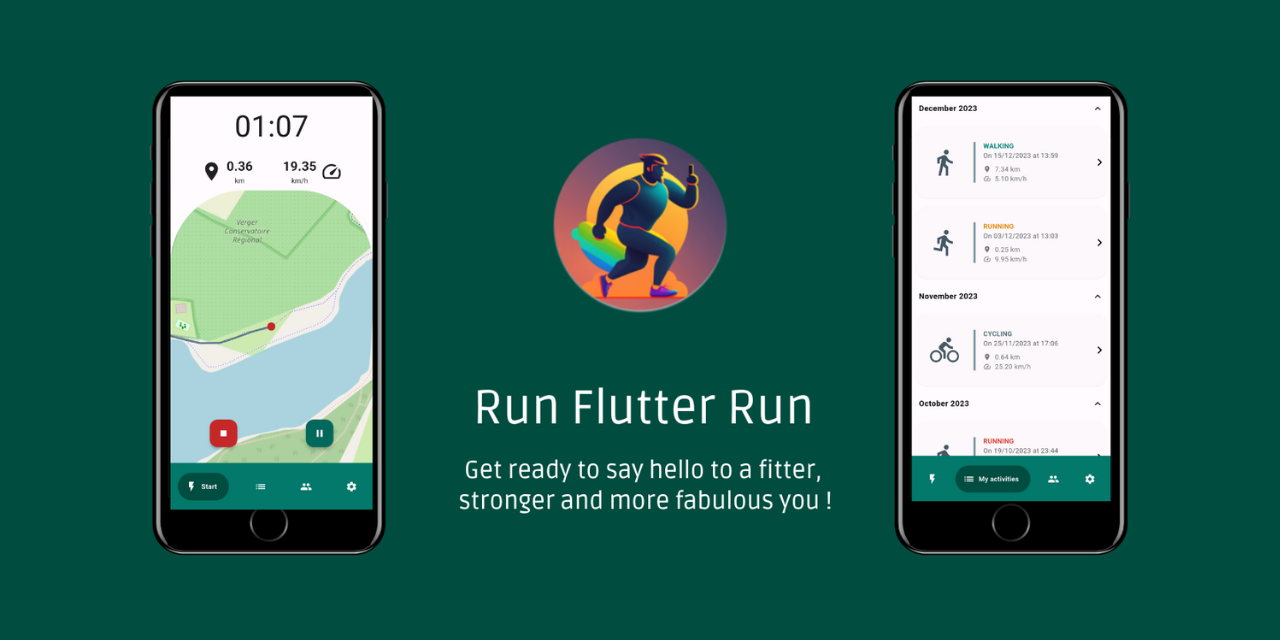 01:07
0.36
km
19.35
km/h
Verger
Conservatoire
Régional
Start
Run Flutter Run
Get ready to say hello to a fitter,
stronger and more fabulous you !
December 2023
WALKING
On 15/12/2023 at 13:59
7.34 km
5.10 km/h
RUNNING
On 03/12/2023 at 13:03
0.25 km
9.95 km/h
November 2023
CYCLING
On 25/11/2023 at 17:06
0.64 km
25.20 km/h
October 2023
RUNNING
On 19/10/2023 at 23:44
My activities